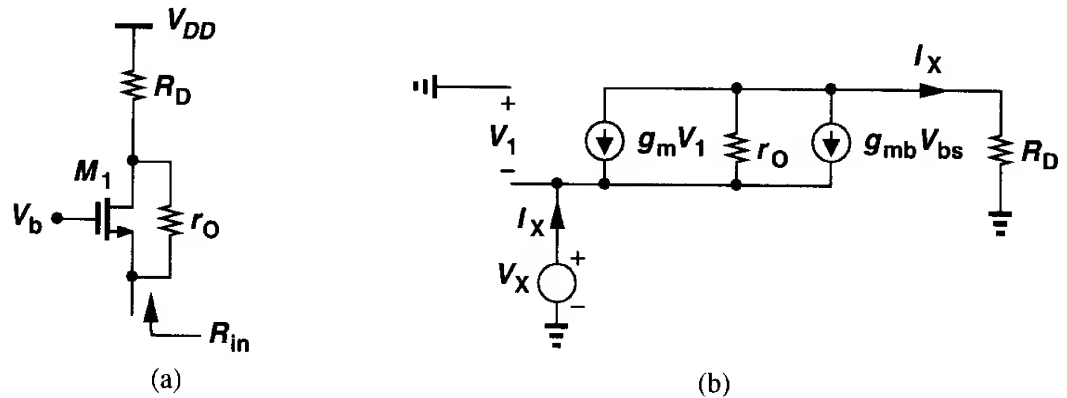 V_DD
R_D
M_1
V_b
r_O
R_in
(a)
I_X
+
V_1
−
g_m V_1
r_O
g_mb V_bs
R_D
I_X
V_X
+
−
(b)